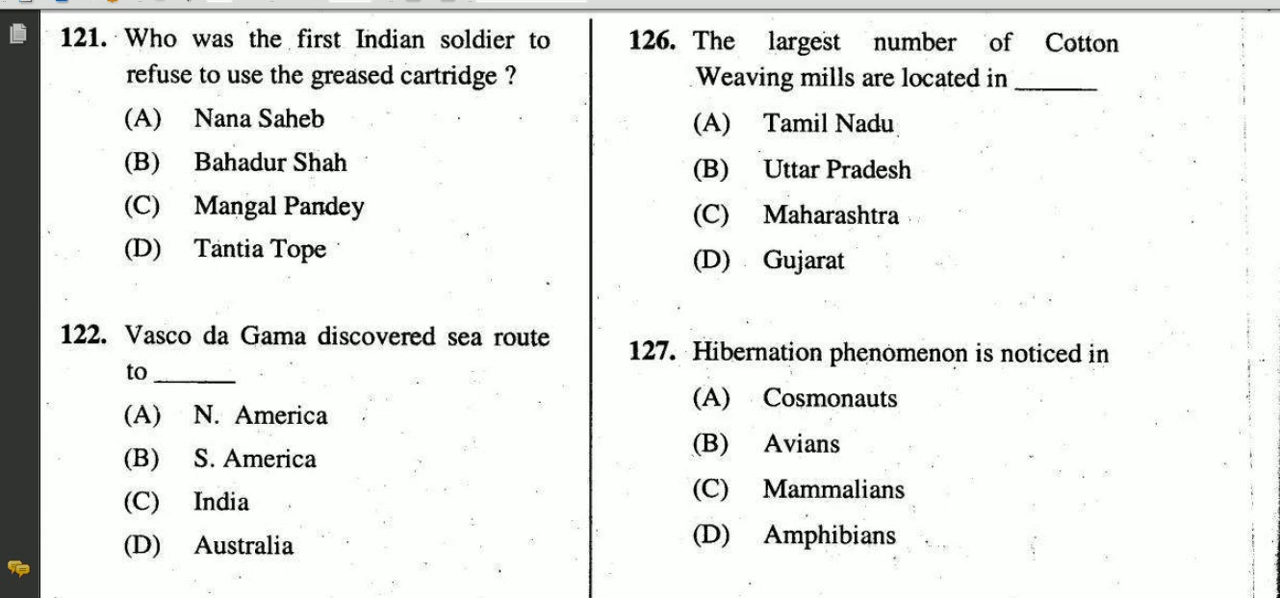 121. Who was the first Indian soldier to
refuse to use the greased cartridge ?
(A) Nana Saheb
(B) Bahadur Shah
(C) Mangal Pandey
(D) Tantia Tope
122. Vasco da Gama discovered sea route
to ______
(A) N. America
(B) S. America
(C) India
(D) Australia
126. The largest number of Cotton
Weaving mills are located in ______
(A) Tamil Nadu
(B) Uttar Pradesh
(C) Maharashtra
(D) Gujarat
127. Hibernation phenomenon is noticed in
(A) Cosmonauts
(B) Avians
(C) Mammalians
(D) Amphibians